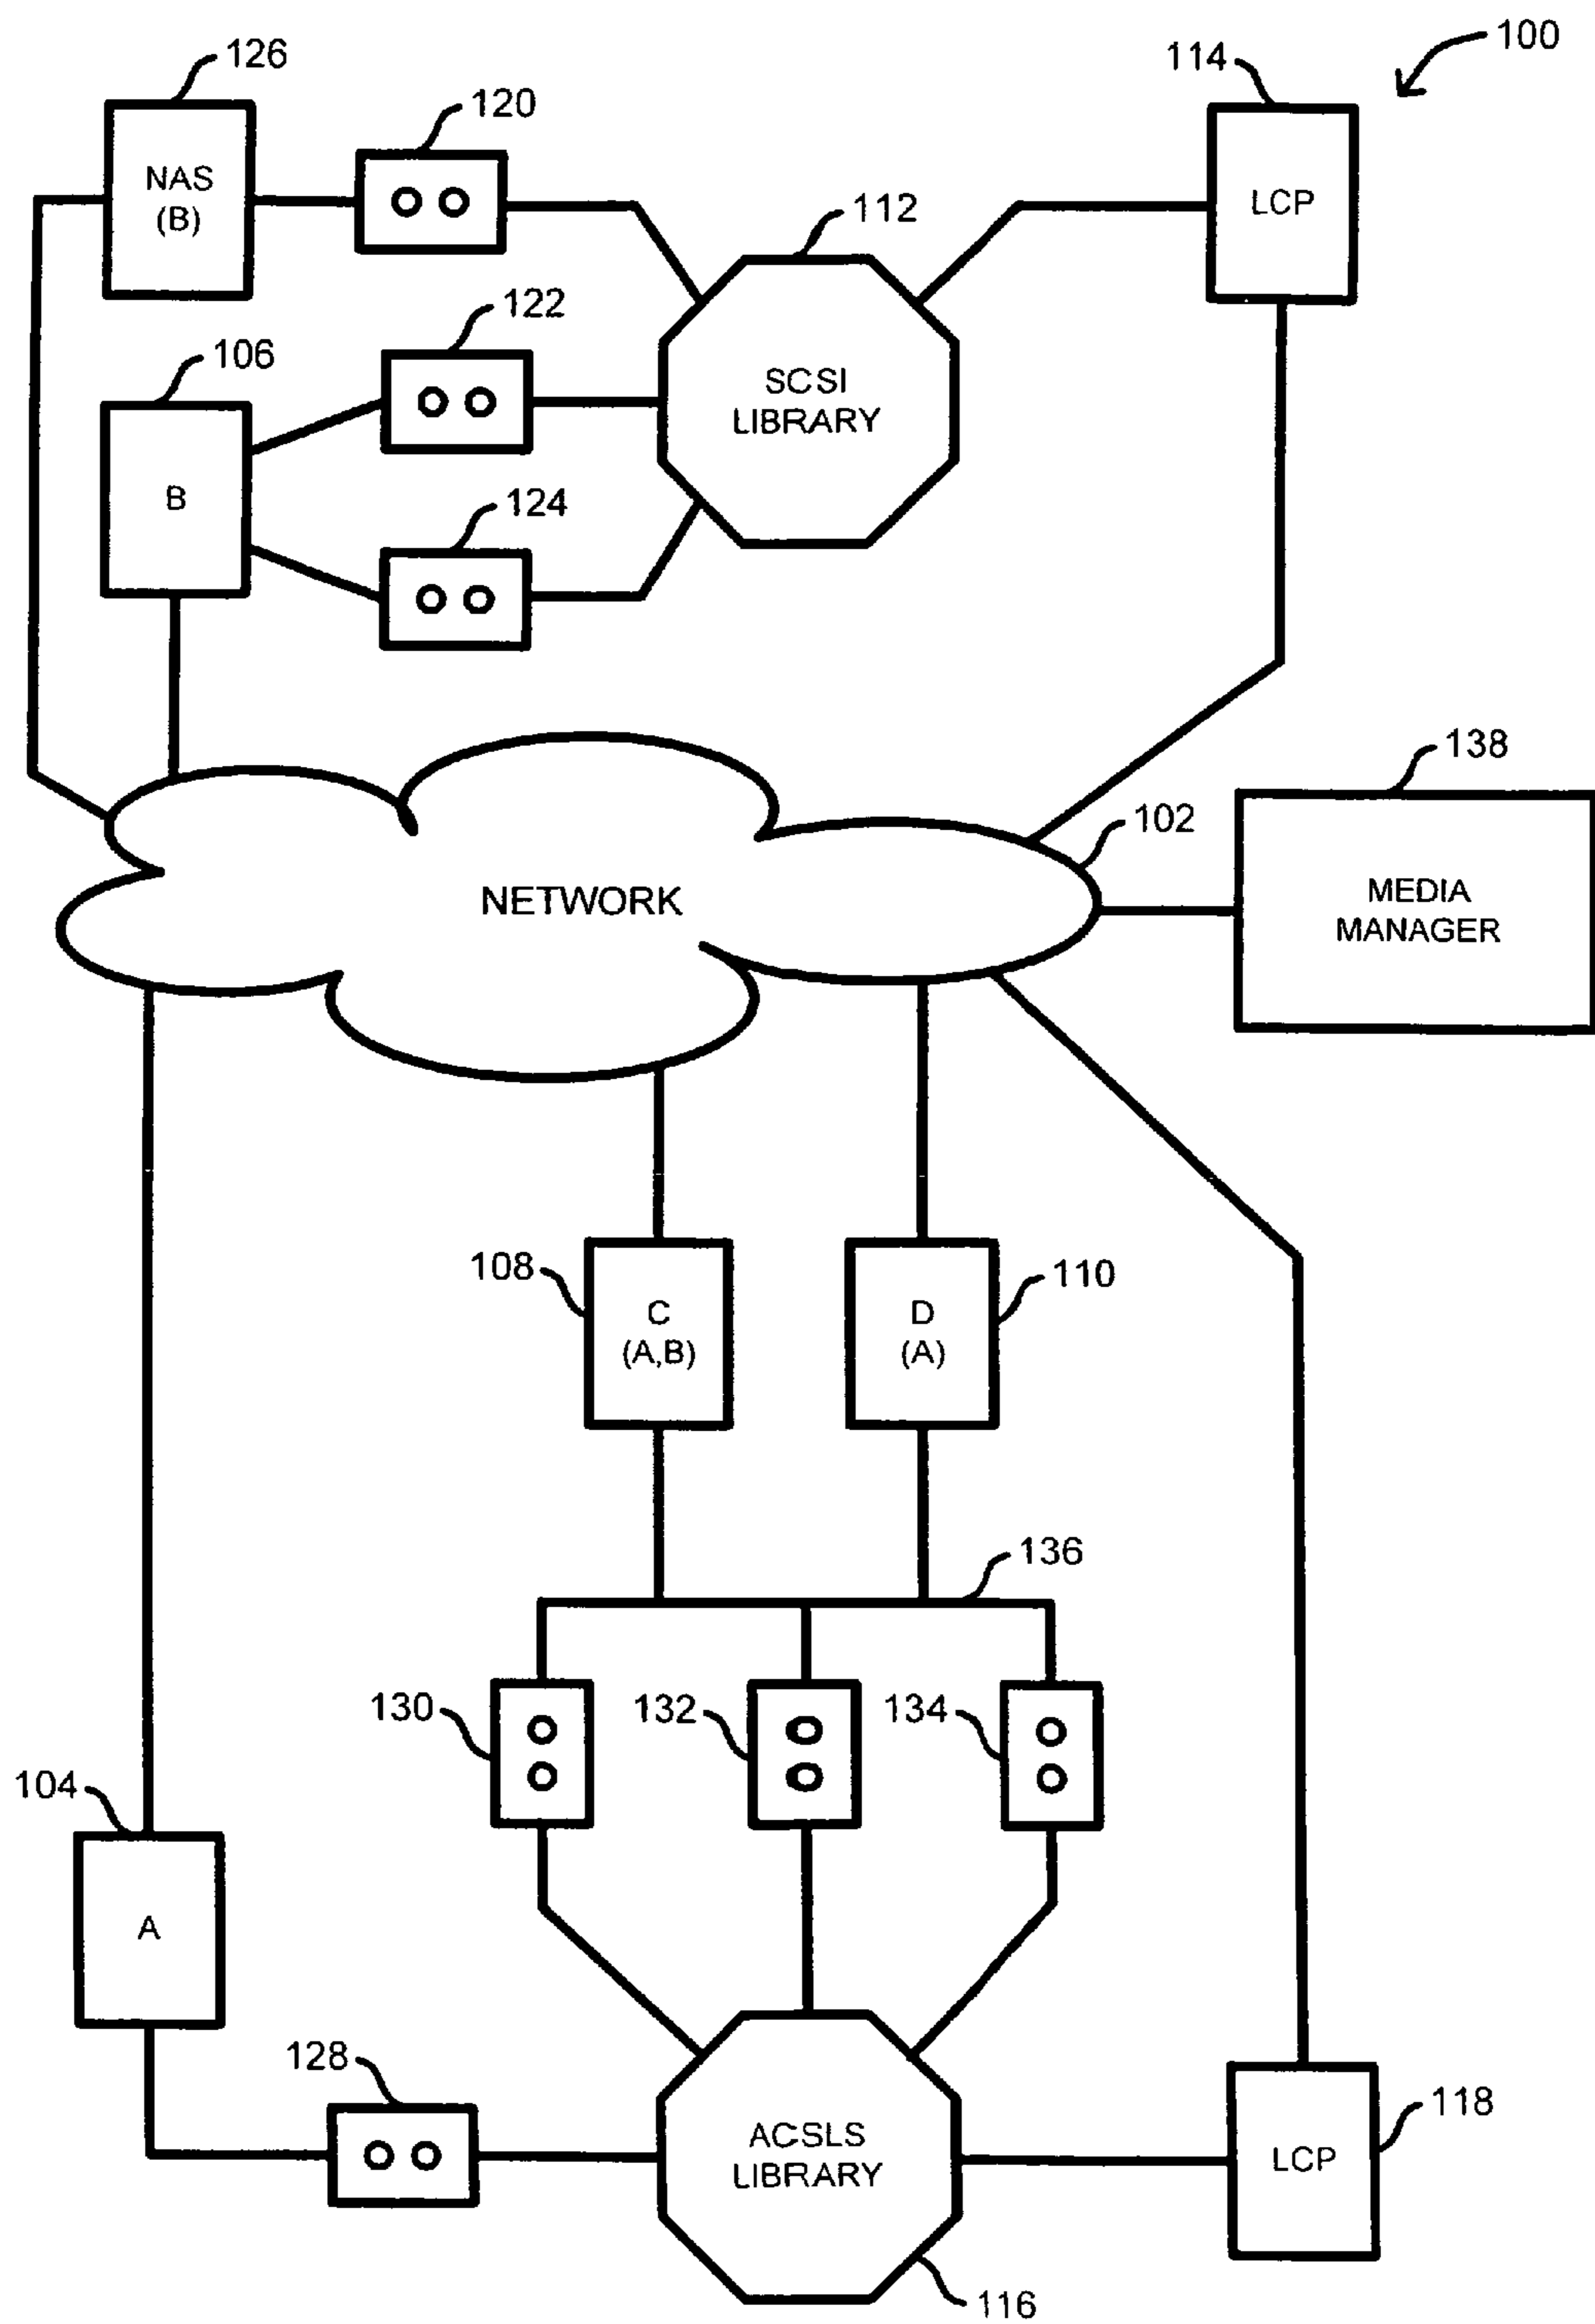 100
126
114
120
NAS
(B)
LCP
112
122
106
SCSI
LIBRARY
B
124
138
102
NETWORK
MEDIA
MANAGER
108
110
C
(A,B)
D
(A)
136
130
132
134
104
A
128
118
ACSLS
LIBRARY
LCP
116